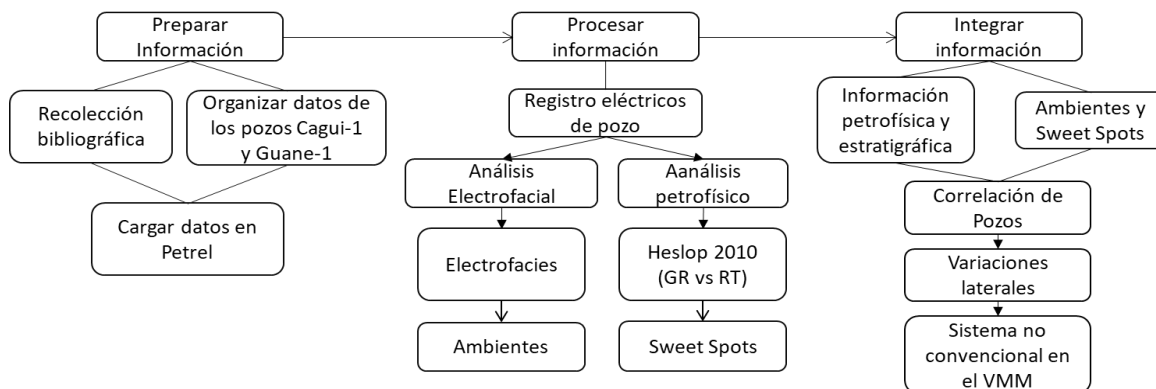 Preparar
Información
Procesar
información
Integrar
información
Recolección
bibliográfica
Organizar datos de
los pozos Cagui-1
y Guane-1
Cargar datos en
Petrel
Registro eléctricos
de pozo
Análisis
Electrofacial
Aanálisis
petrofísico
Electrofacies
Heslop 2010
(GR vs RT)
Ambientes
Sweet Spots
Información
petrofísica y
estratigráfica
Ambientes y
Sweet Spots
Correlación de
Pozos
Variaciones
laterales
Sistema no
convencional en
el VMM